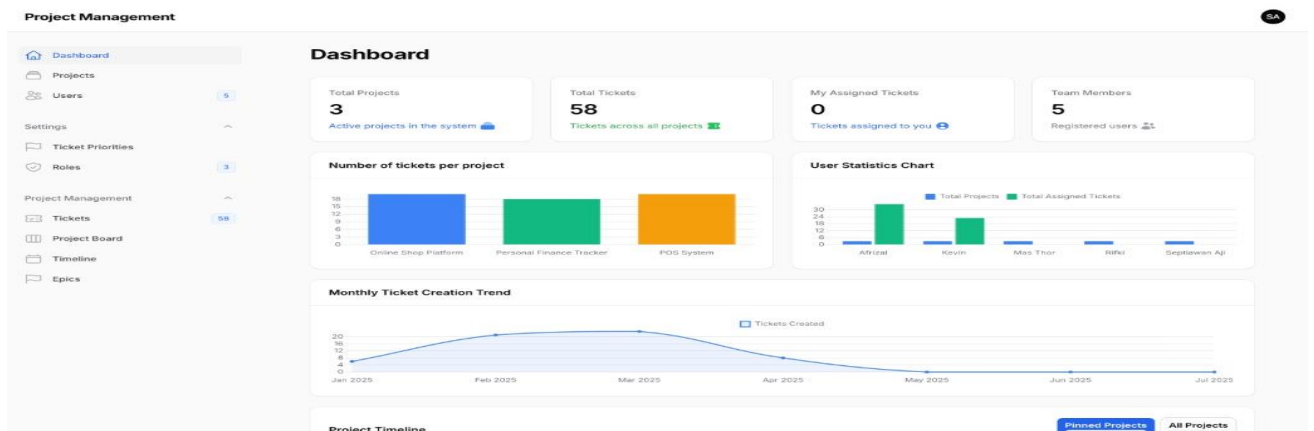 Project Management
SA
Dashboard
Projects
Users 5
Settings
Ticket Priorities
Roles 3
Project Management
Tickets 58
Project Board
Timeline
Epics
Dashboard
Total Projects
3
Active projects in the system
Total Tickets
58
Tickets across all projects
My Assigned Tickets
0
Tickets assigned to you
Team Members
5
Registered users
Number of tickets per project
18
15
12
9
6
3
0
Online Shop Platform Personal Finance Tracker POS System
User Statistics Chart
Total Projects Total Assigned Tickets
30
24
18
12
6
0
Afrizal Kevin Mas Thor Rifki Septiawan Aji
Monthly Ticket Creation Trend
Tickets Created
20
16
12
8
4
0
Jan 2025 Feb 2025 Mar 2025 Apr 2025 May 2025 Jun 2025 Jul 2025
Project Timeline
Pinned Projects All Projects